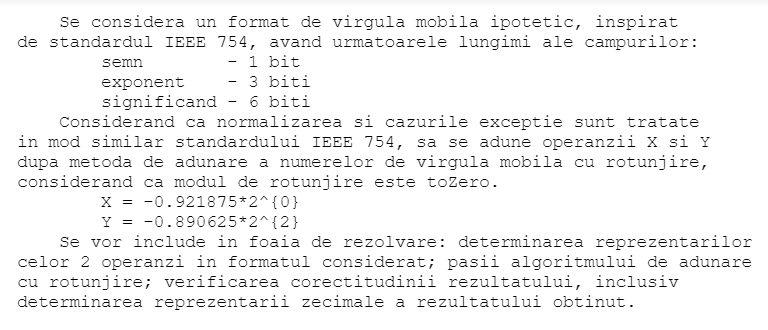 Se considera un format de virgula mobila ipotetic, inspirat
de standardul IEEE 754, avand urmatoarele lungimi ale campurilor:
semn - 1 bit
exponent - 3 biti
significand - 6 biti
Considerand ca normalizarea si cazurile exceptie sunt tratate
in mod similar standardului IEEE 754, sa se adune operanzii X si Y
dupa metoda de adunare a numerelor de virgula mobila cu rotunjire,
considerand ca modul de rotunjire este toZero.
X = -0.921875*2^{0}
Y = -0.890625*2^{2}
Se vor include in foaia de rezolvare: determinarea reprezentarilor
celor 2 operanzi in formatul considerat; pasii algoritmului de adunare
cu rotunjire; verificarea corectitudinii rezultatului, inclusiv
determinarea reprezentarii zecimale a rezultatului obtinut.